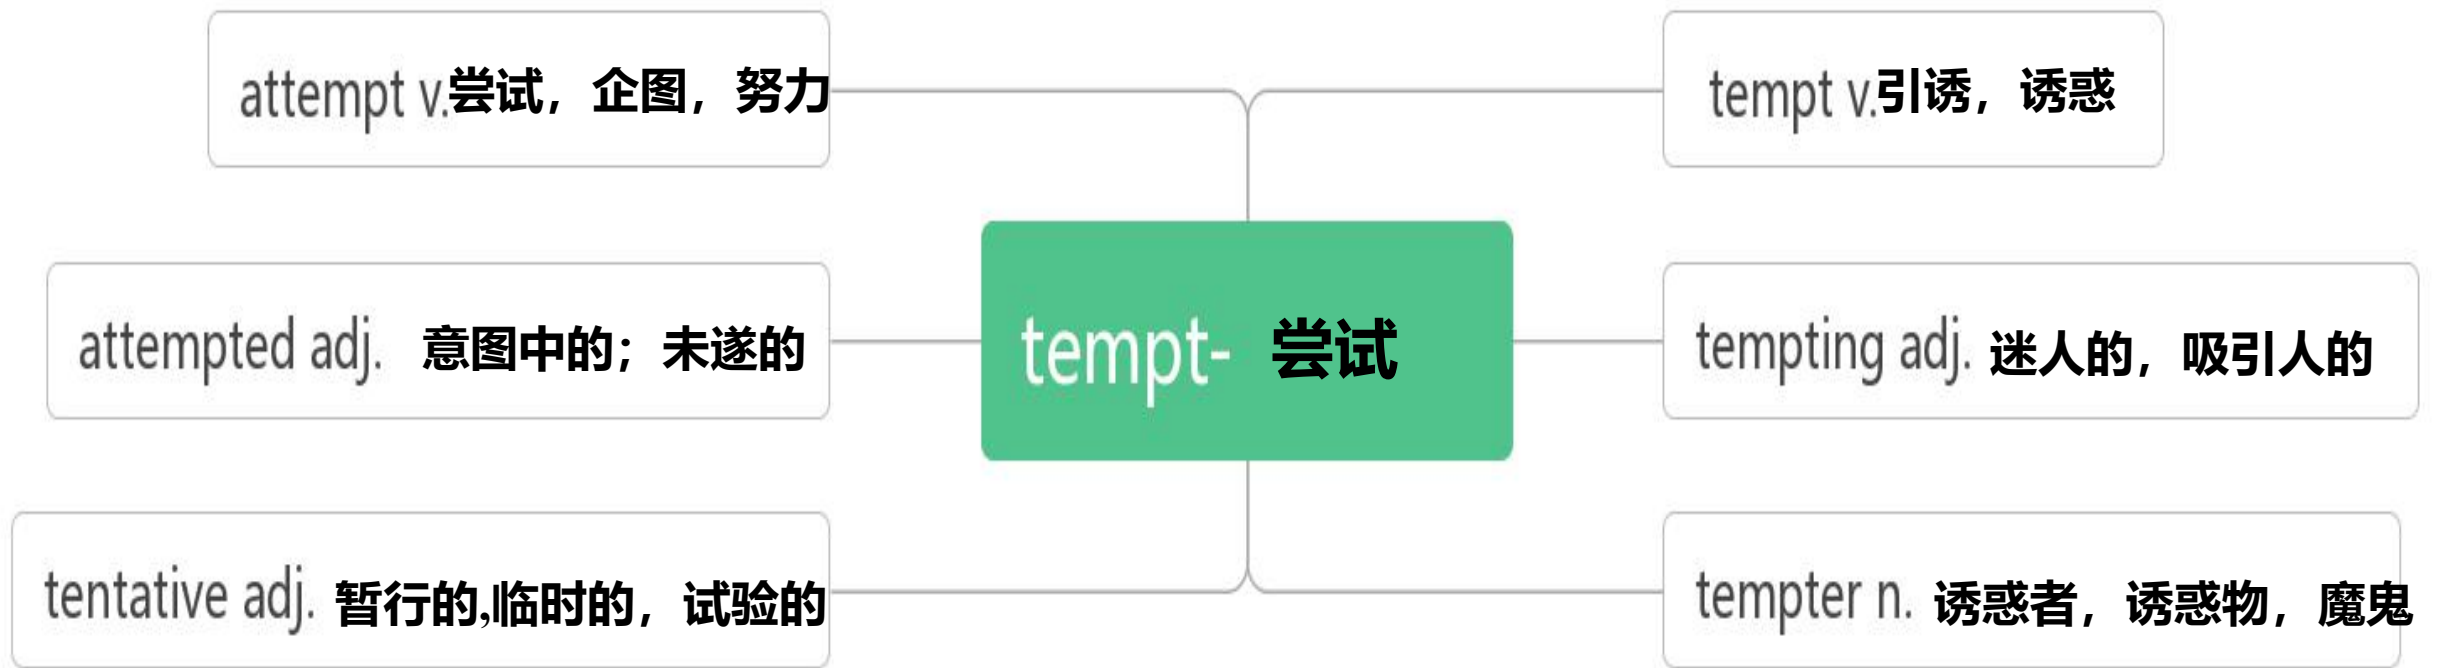 attempt v.尝试，企图，努力
tempt v.引诱，诱惑
attempted adj. 意图中的；未遂的
tempt- 尝试
tempting adj. 迷人的，吸引人的
tentative adj. 暂行的,临时的，试验的
tempter n. 诱惑者，诱惑物，魔鬼